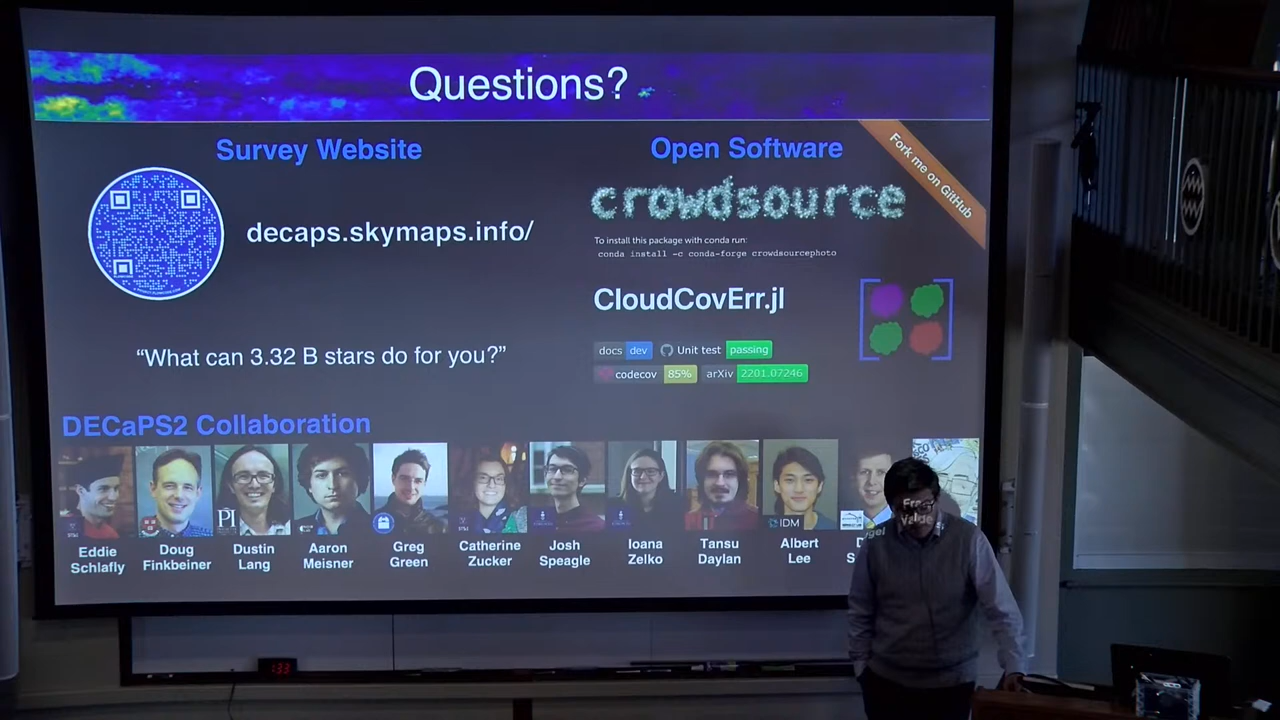 Questions?
Survey Website
decaps.skymaps.info/
"What can 3.32 B stars do for you?"
Open Software
Fork me on GitHub
crowdsource
To install this package with conda run:
conda install -c conda-forge crowdsourcephoto
CloudCovErr.jl
docs dev Unit test passing
codecov 85% arXiv 2201.07246
DECaPS2 Collaboration
PI
IDM
Eddie
Schlafly
Doug
Finkbeiner
Dustin
Lang
Aaron
Meisner
Greg
Green
Catherine
Zucker
Josh
Speagle
Ioana
Zelko
Tansu
Daylan
Albert
Lee